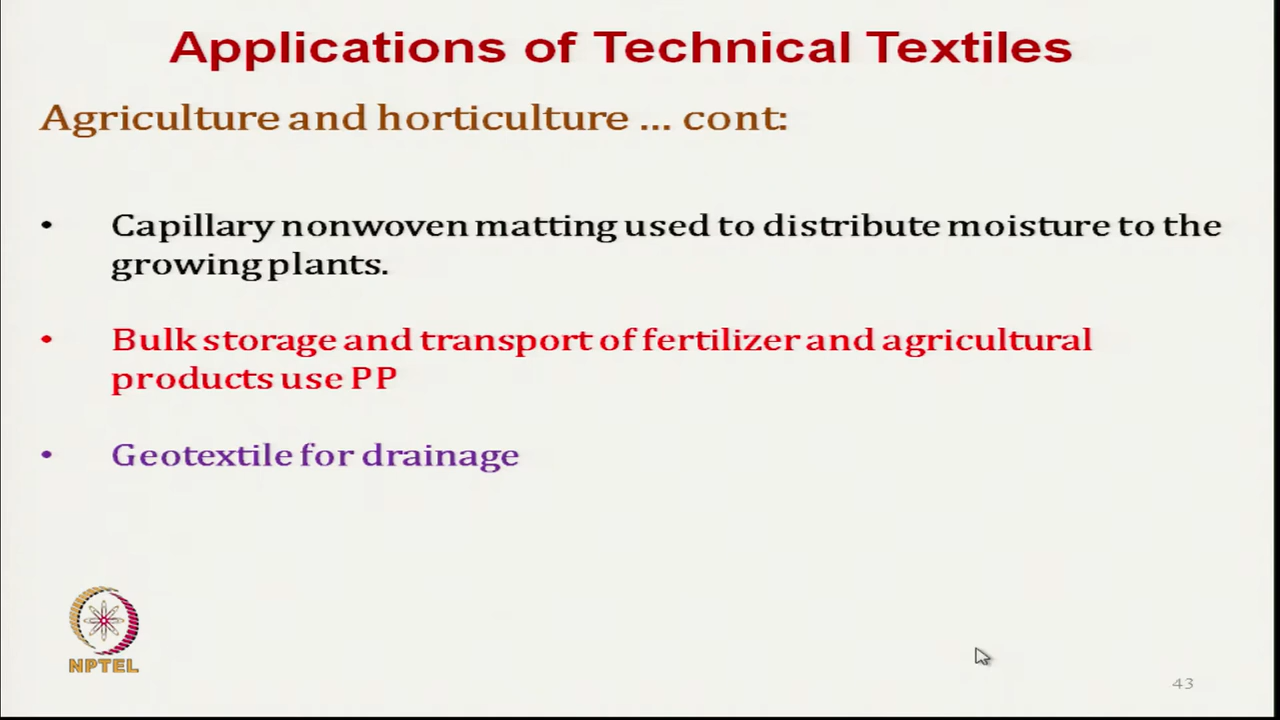 Applications of Technical Textiles
Agriculture and horticulture ... cont:
• Capillary nonwoven matting used to distribute moisture to the
growing plants.
• Bulk storage and transport of fertilizer and agricultural
products use PP
• Geotextile for drainage
NPTEL
43